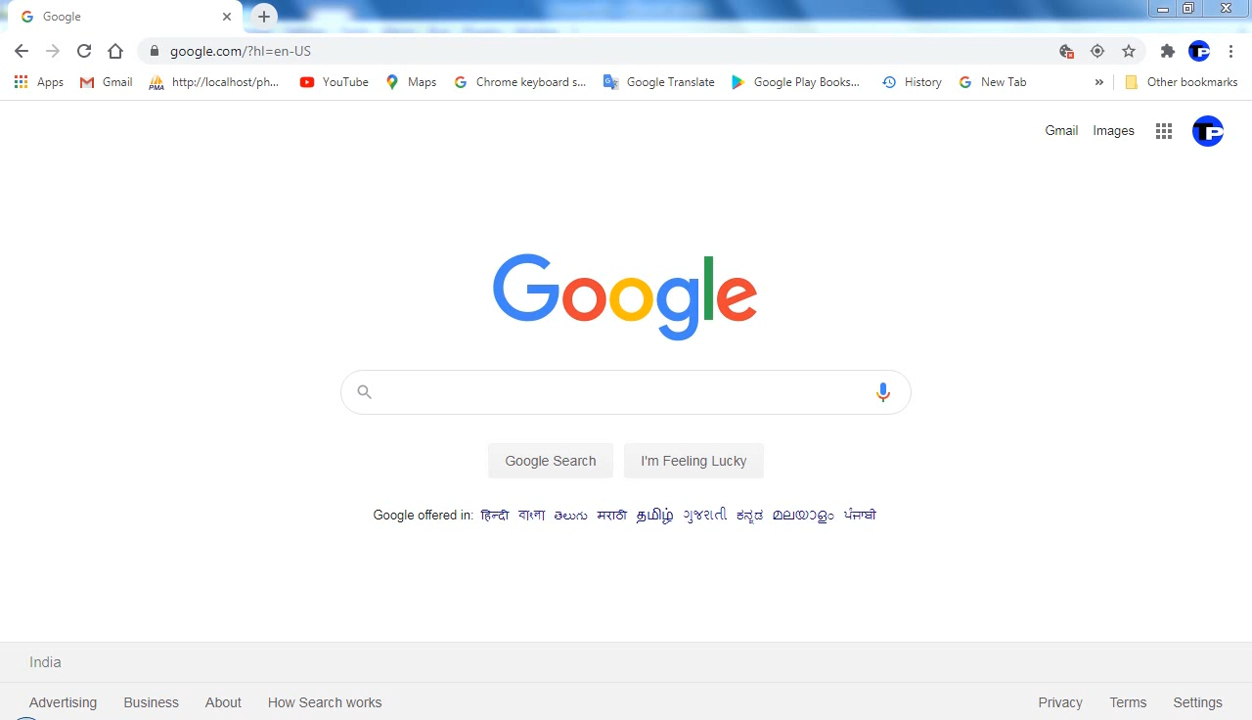 Google
google.com/?hl=en-US
Apps Gmail http://localhost/ph... YouTube Maps Chrome keyboard s... Google Translate Google Play Books... History New Tab » Other bookmarks
Gmail Images TP
Google
Google Search I'm Feeling Lucky
Google offered in: हिन्दी বাংলা తెలుగు मराठी தமிழ் ગુજરાતી ಕನ್ನಡ മലയാളം ਪੰਜਾਬੀ
India
Advertising Business About How Search works Privacy Terms Settings